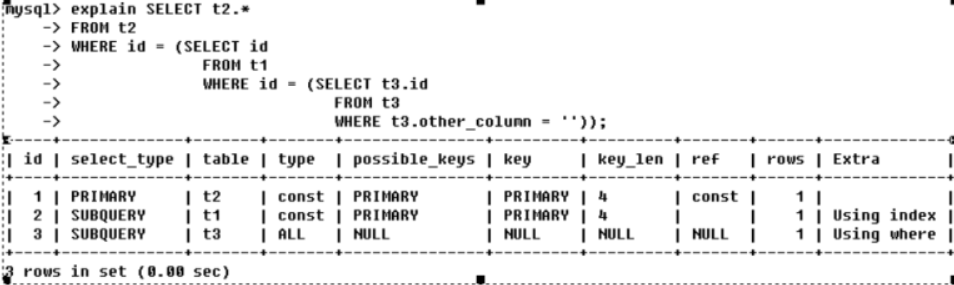 mysql> explain SELECT t2.*
    -> FROM t2
    -> WHERE id = (SELECT id
    ->             FROM t1
    ->             WHERE id = (SELECT t3.id
    ->                         FROM t3
    ->                         WHERE t3.other_column = ''));
+----+-------------+-------+-------+---------------+---------+---------+-------+------+-------------+
| id | select_type | table | type  | possible_keys | key     | key_len | ref   | rows | Extra       |
+----+-------------+-------+-------+---------------+---------+---------+-------+------+-------------+
|  1 | PRIMARY     | t2    | const | PRIMARY       | PRIMARY | 4       | const |    1 |             |
|  2 | SUBQUERY    | t1    | const | PRIMARY       | PRIMARY | 4       |       |    1 | Using index |
|  3 | SUBQUERY    | t3    | ALL   | NULL          | NULL    | NULL    | NULL  |    1 | Using where |
+----+-------------+-------+-------+---------------+---------+---------+-------+------+-------------+
3 rows in set (0.00 sec)